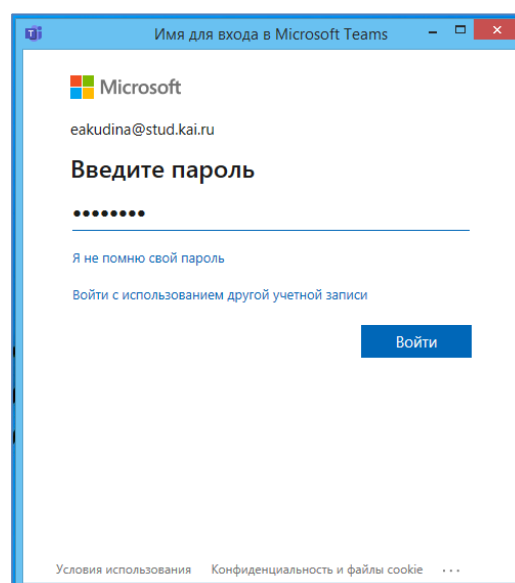 Имя для входа в Microsoft Teams
Microsoft
eakudina@stud.kai.ru
Введите пароль
••••••••
Я не помню свой пароль
Войти с использованием другой учетной записи
Войти
Условия использования Конфиденциальность и файлы cookie ...